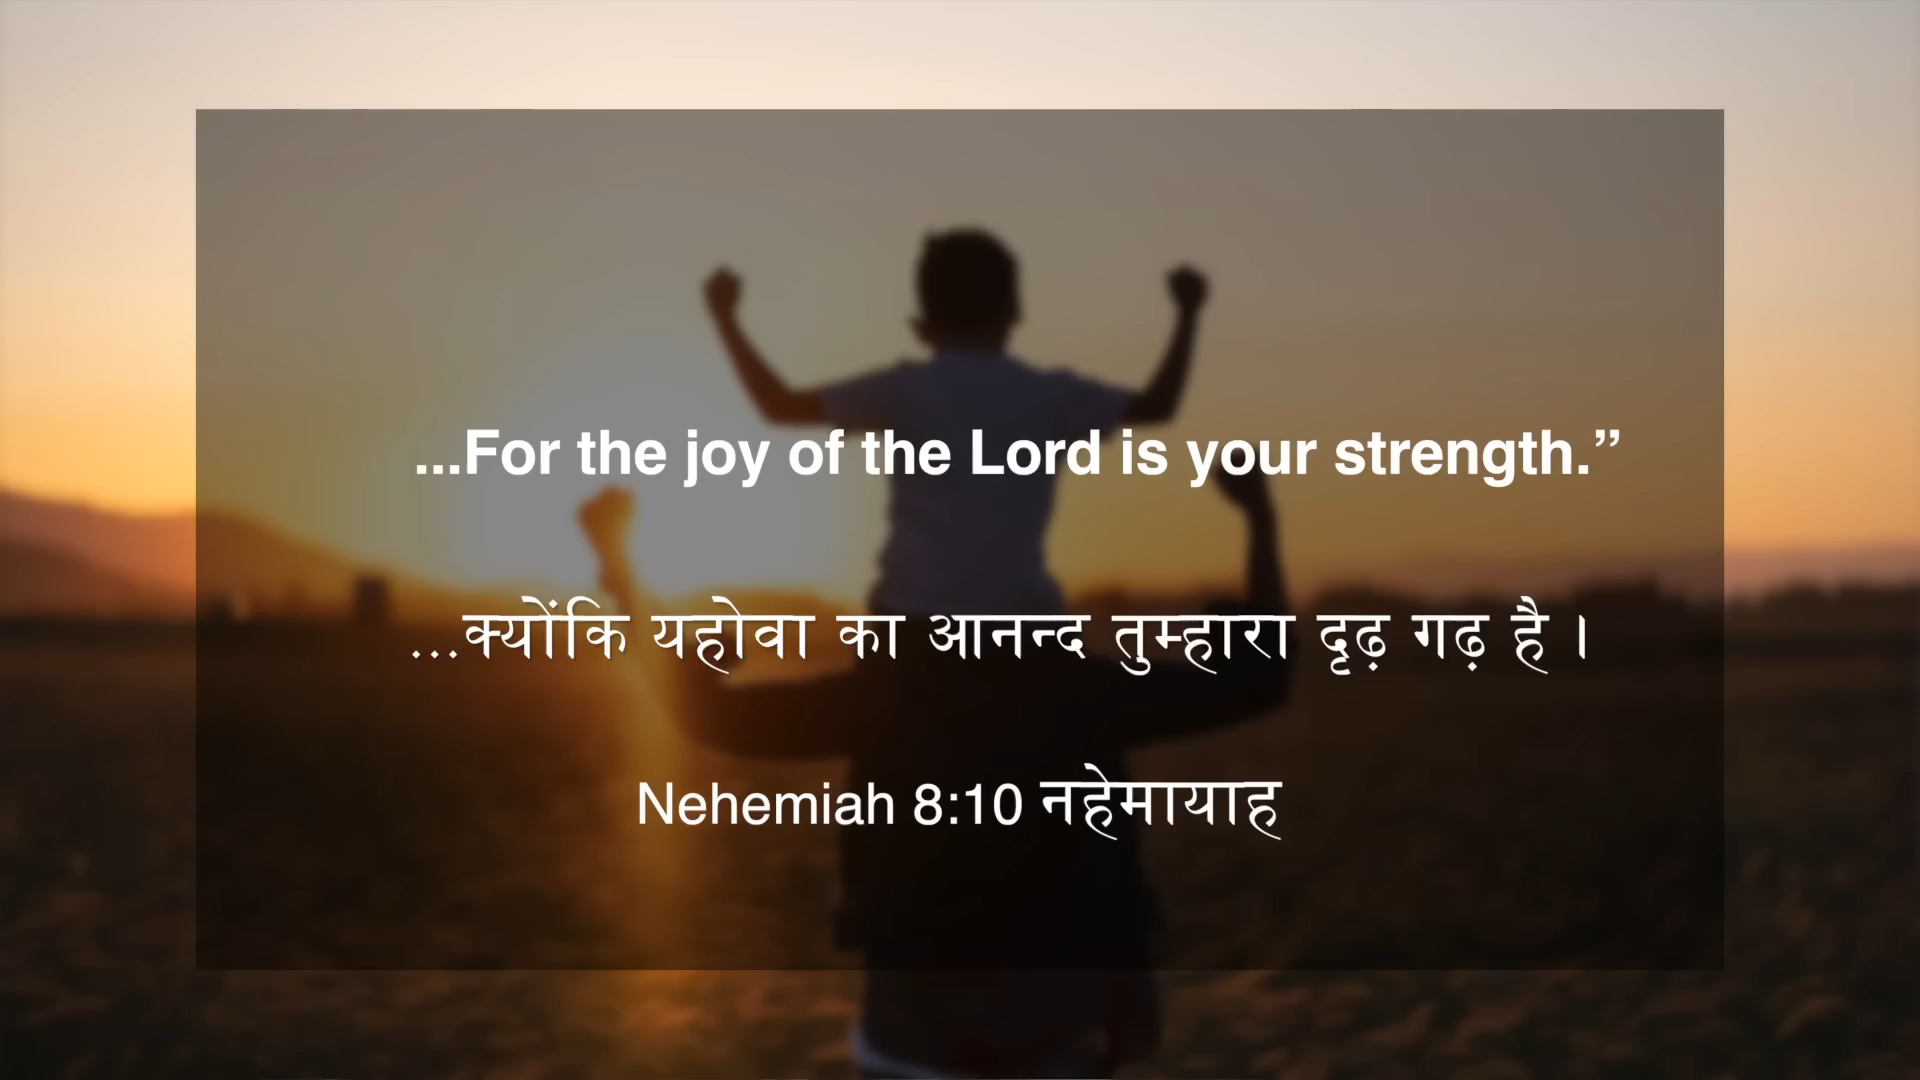 ...For the joy of the Lord is your strength.”
...क्योंकि यहोवा का आनन्द तुम्हारा दृढ़ गढ़ है ।
Nehemiah 8:10 नहेमायाह